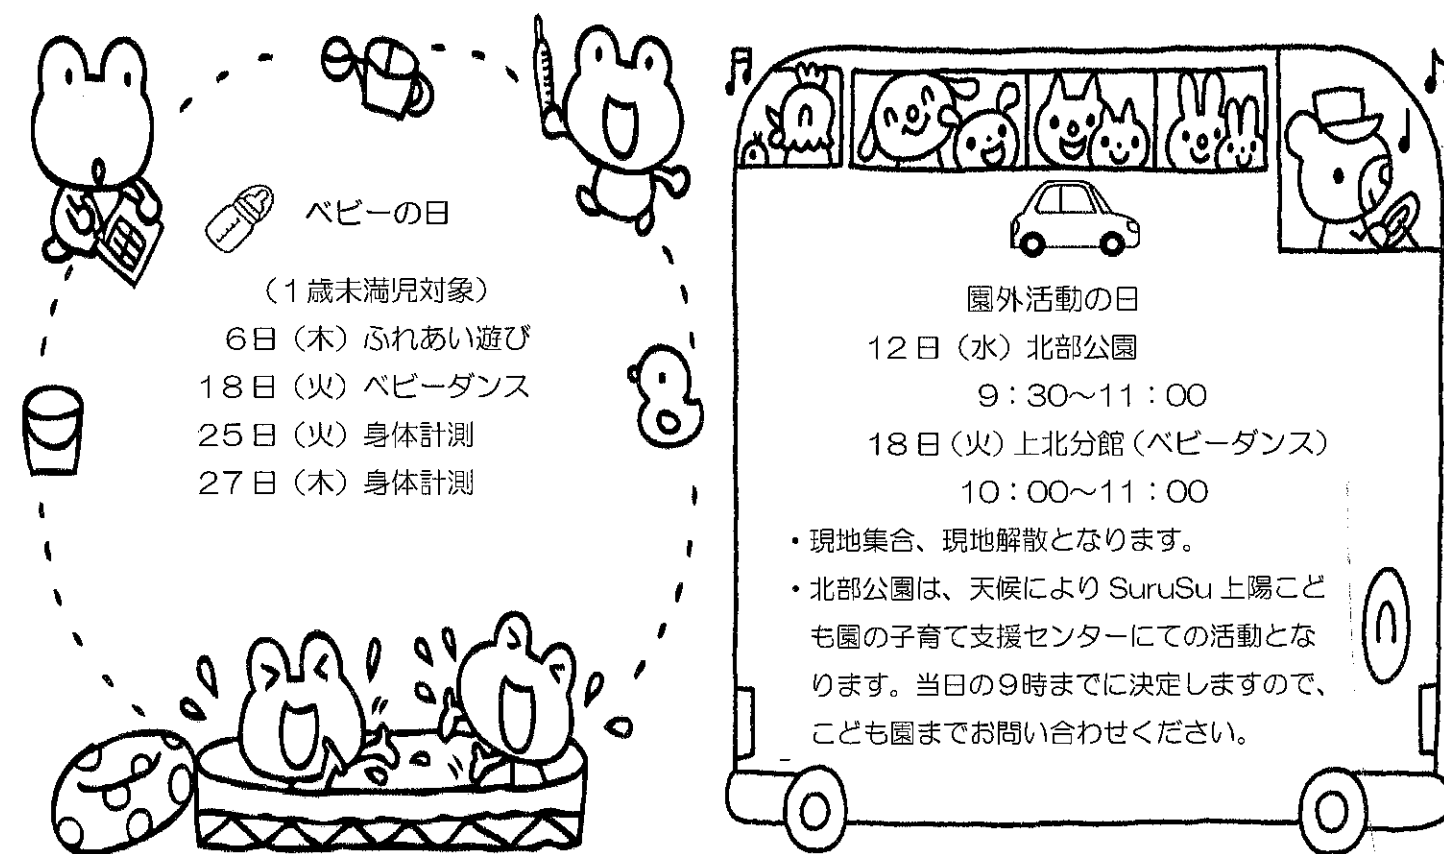 ベビーの日
（1歳未満児対象）
6日（木）ふれあい遊び
18日（火）ベビーダンス
25日（火）身体計測
27日（木）身体計測
園外活動の日
12日（水）北部公園
9：30～11：00
18日（火）上北分館（ベビーダンス）
10：00～11：00
・現地集合、現地解散となります。
・北部公園は、天候により SuruSu 上陽こど
も園の子育て支援センターにての活動とな
ります。当日の9時までに決定しますので、
こども園までお問い合わせください。